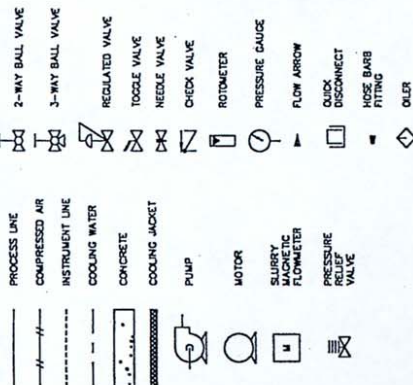 PROCESS LINE
COMPRESSED AIR
INSTRUMENT LINE
COOLING WATER
CONCRETE
COOLING JACKET
PUMP
MOTOR
M
SLURRY
MAGNETIC
FLOWMETER
PRESSURE
RELIEF
VALVE
2-WAY BALL VALVE
3-WAY BALL VALVE
REGULATED VALVE
TOGGLE VALVE
NEEDLE VALVE
CHECK VALVE
ROTOMETER
PRESSURE GAUGE
FLOW ARROW
QUICK
DISCONNECT
HOSE BARB
FITTING
OILER